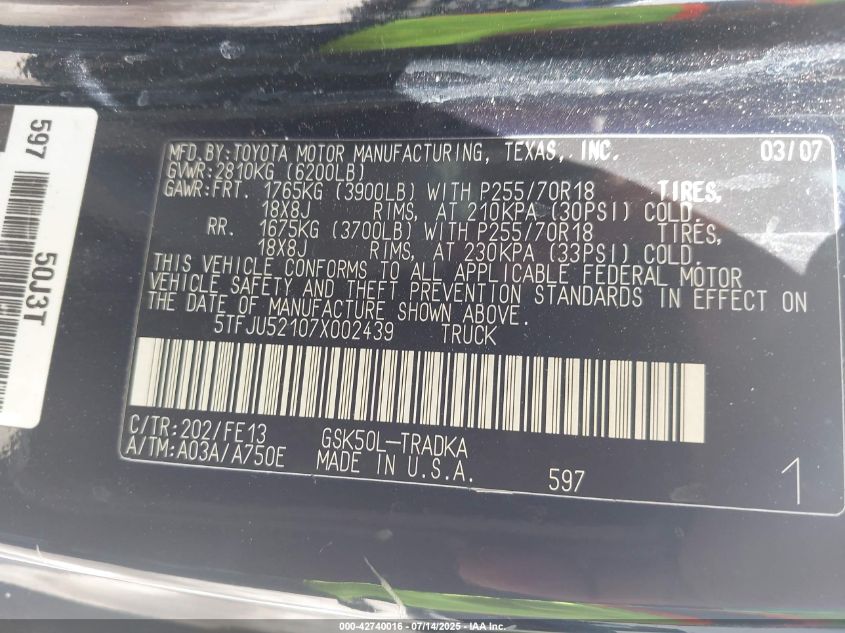 597
50J3T
MFD.BY:TOYOTA MOTOR MANUFACTURING, TEXAS, INC. 03/07
GVWR:2810KG (6200LB)
GAWR:FRT. 1765KG (3900LB) WITH P255/70R18 TIRES,
18X8J RIMS, AT 210KPA (30PSI) COLD.
RR. 1675KG (3700LB) WITH P255/70R18 TIRES,
18X8J RIMS, AT 230KPA (33PSI) COLD.
THIS VEHICLE CONFORMS TO ALL APPLICABLE FEDERAL MOTOR
VEHICLE SAFETY AND THEFT PREVENTION STANDARDS IN EFFECT ON
THE DATE OF MANUFACTURE SHOWN ABOVE.
5TFJU52107X002439 TRUCK
C/TR:202/FE13 GSK50L-TRADKA
A/TM:A03A/A750E MADE IN U.S.A. 597
1
000-42740016 - 07/14/2025 - IAA Inc.